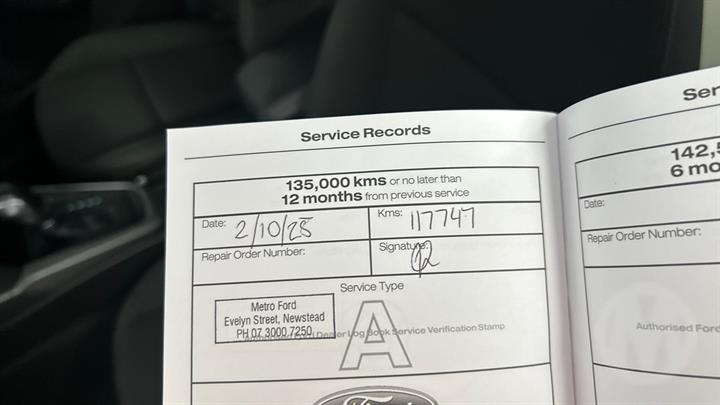 Service Records
135,000 kms or no later than
12 months from previous service
Date: 2/10/25
Kms: 117747
Repair Order Number:
Signature:
Service Type
Metro Ford
Evelyn Street, Newstead
PH 07 3000 7250
Dealer Log Book Service Verification Stamp
A
Ford
Ser
142,5
6 mo
Date:
Repair Order Number:
Authorised Ford
M